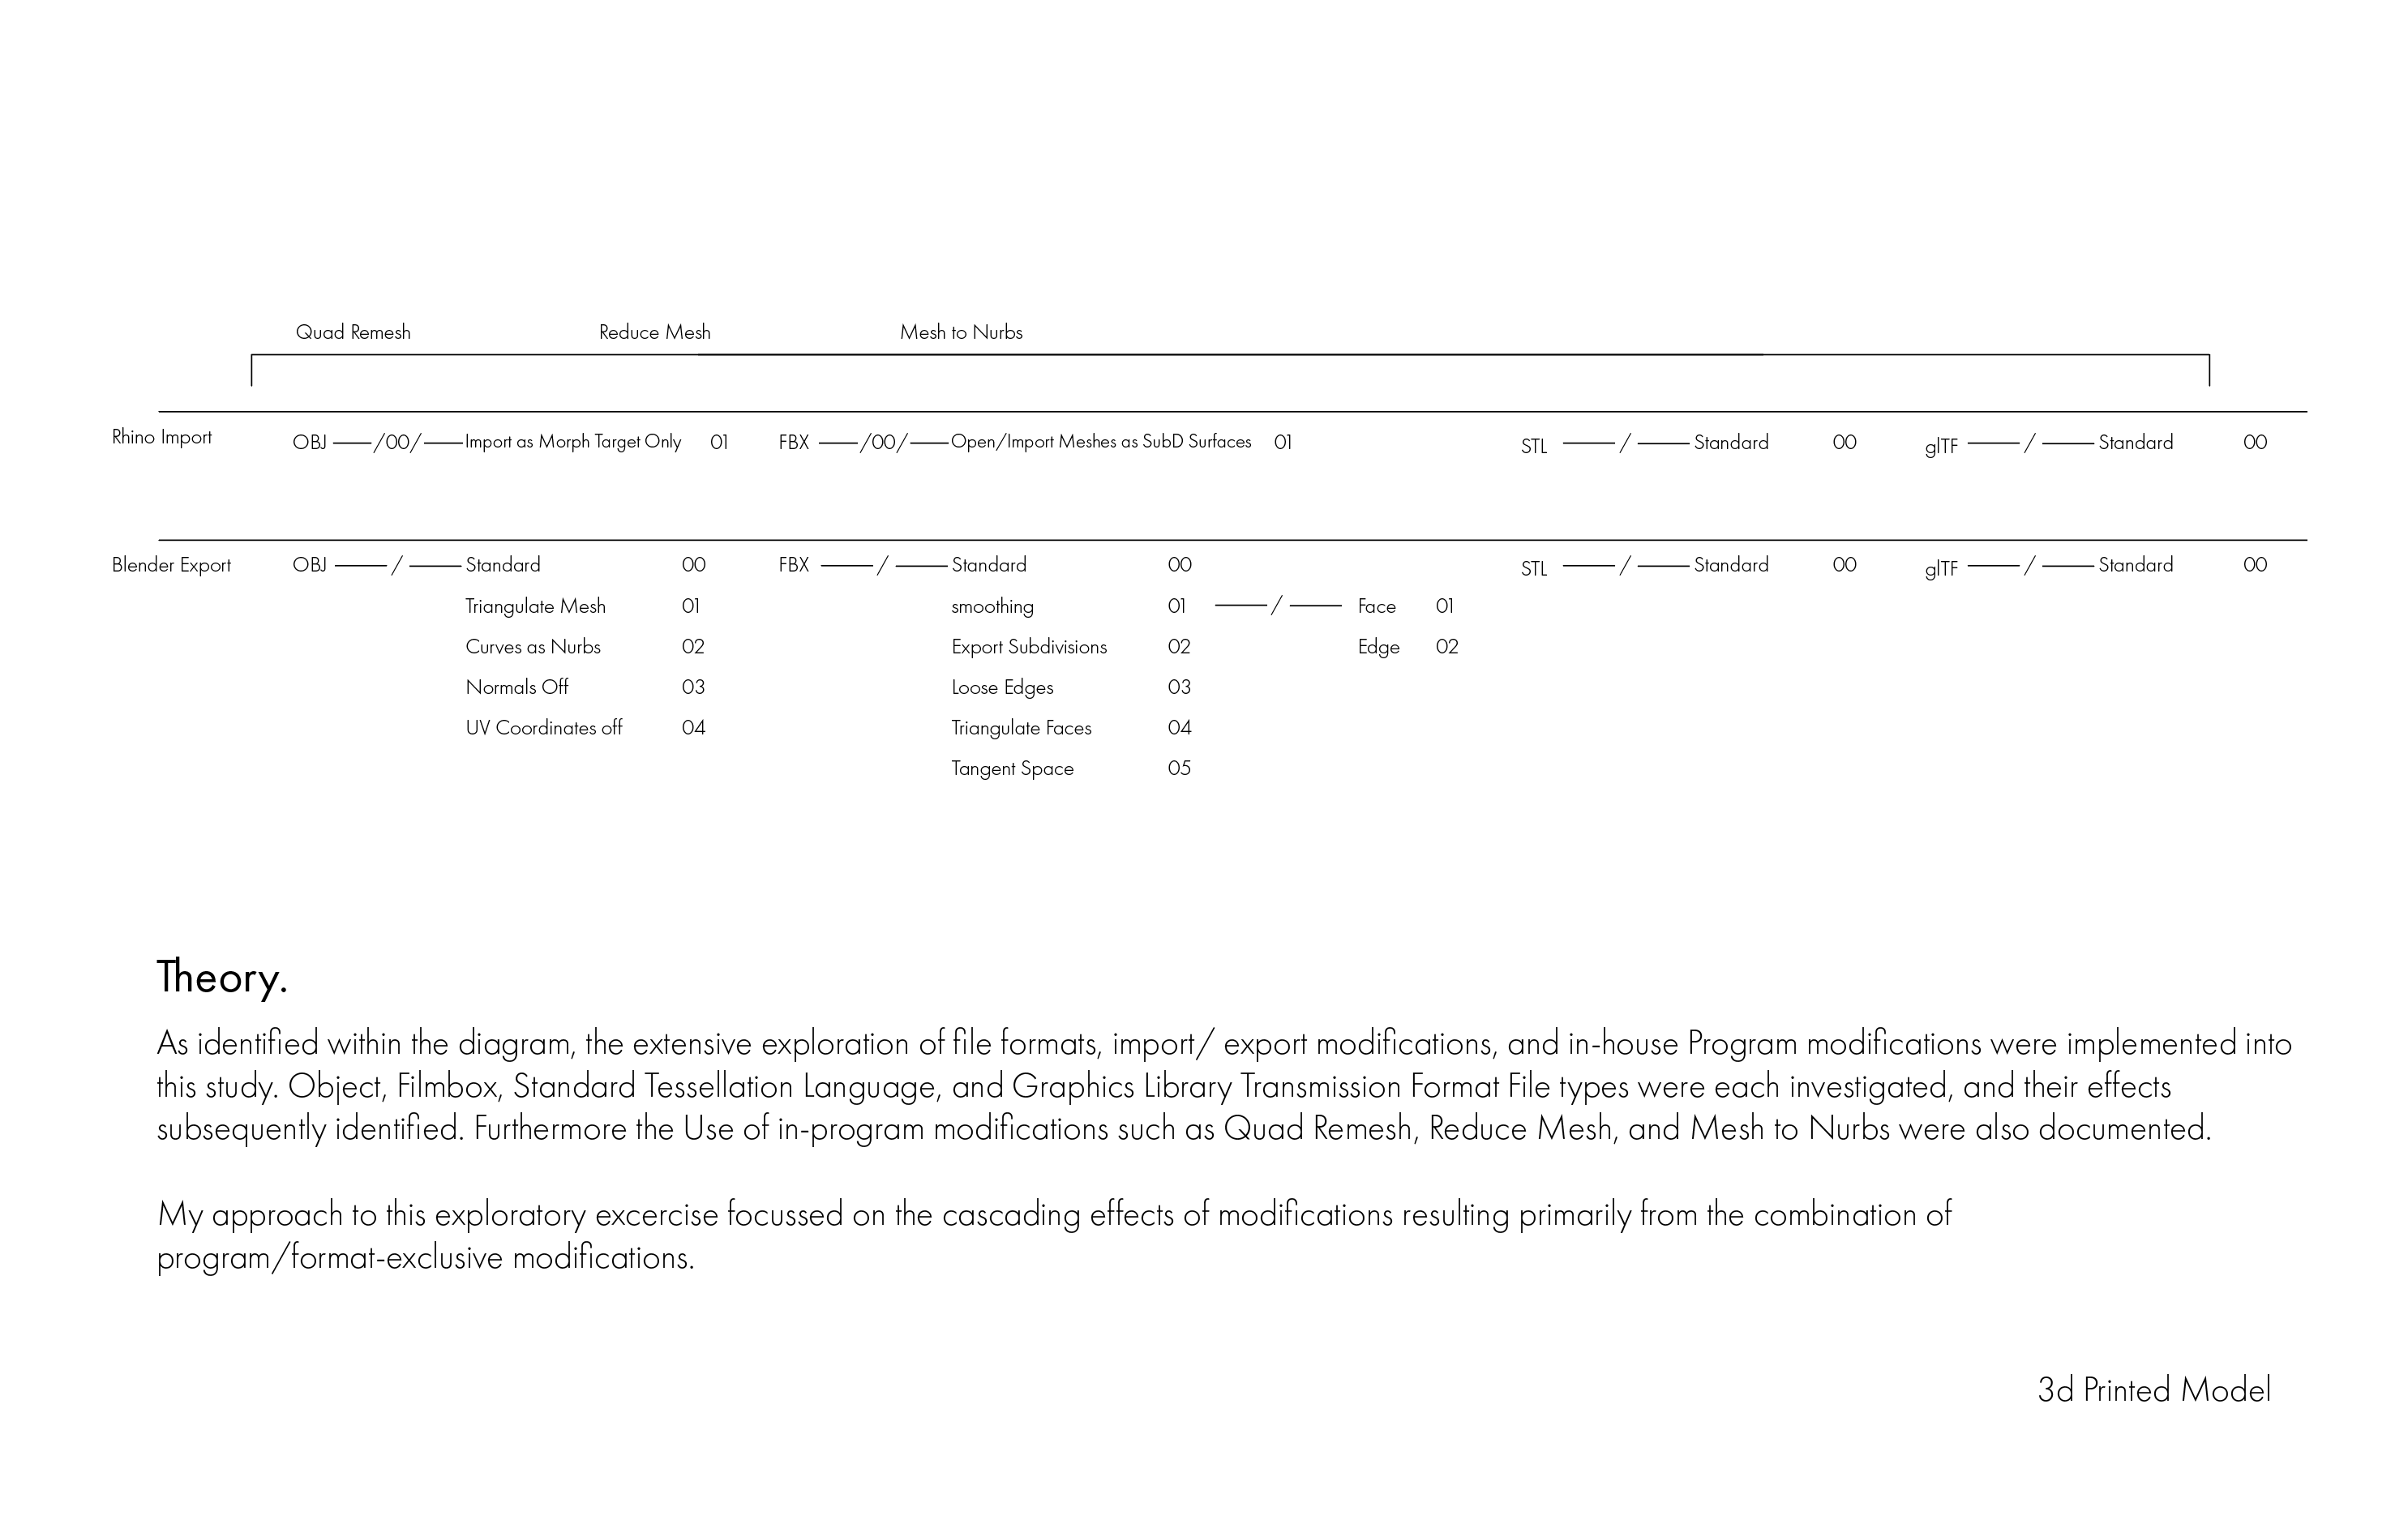 Quad Remesh Reduce Mesh Mesh to Nurbs
Rhino Import OBJ /00/ Import as Morph Target Only 01 FBX /00/ Open/Import Meshes as SubD Surfaces 01 STL / Standard 00 glTF / Standard 00
Blender Export OBJ / Standard 00 FBX / Standard 00 STL / Standard 00 glTF / Standard 00
Triangulate Mesh 01 smoothing 01 / Face 01
Curves as Nurbs 02 Export Subdivisions 02 Edge 02
Normals Off 03 Loose Edges 03
UV Coordinates off 04 Triangulate Faces 04
Tangent Space 05
Theory.
As identified within the diagram, the extensive exploration of file formats, import/ export modifications, and in-house Program modifications were implemented into
this study. Object, Filmbox, Standard Tessellation Language, and Graphics Library Transmission Format File types were each investigated, and their effects
subsequently identified. Furthermore the Use of in-program modifications such as Quad Remesh, Reduce Mesh, and Mesh to Nurbs were also documented.
My approach to this exploratory excercise focussed on the cascading effects of modifications resulting primarily from the combination of
program/format-exclusive modifications.
3d Printed Model